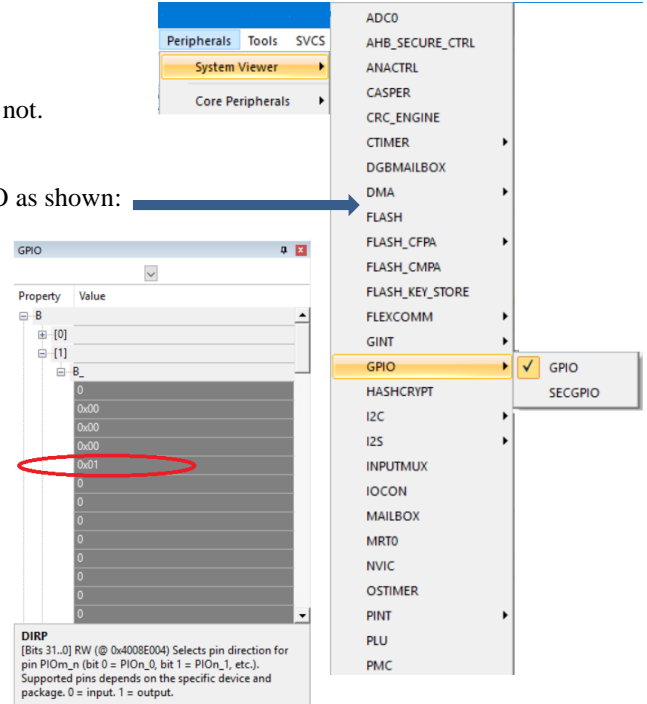 Peripherals Tools SVCS
System Viewer
Core Peripherals
ADC0
AHB_SECURE_CTRL
ANACTRL
CASPER
CRC_ENGINE
CTIMER
DGBMAILBOX
DMA
FLASH
FLASH_CFPA
FLASH_CMPA
FLASH_KEY_STORE
FLEXCOMM
GINT
GPIO
HASHCRYPT
I2C
I2S
INPUTMUX
IOCON
MAILBOX
MRT0
NVIC
OSTIMER
PINT
PLU
PMC
GPIO
SECGPIO
not.
O as shown:
GPIO
Property Value
B
[0]
[1]
B_
0
0x00
0x00
0x00
0x01
0
0
0
0
0
0
0
0
DIRP
[Bits 31..0] RW (@ 0x4008E004) Selects pin direction for
pin PIOm_n (bit 0 = PIOn_0, bit 1 = PIOn_1, etc.).
Supported pins depends on the specific device and
package. 0 = input. 1 = output.